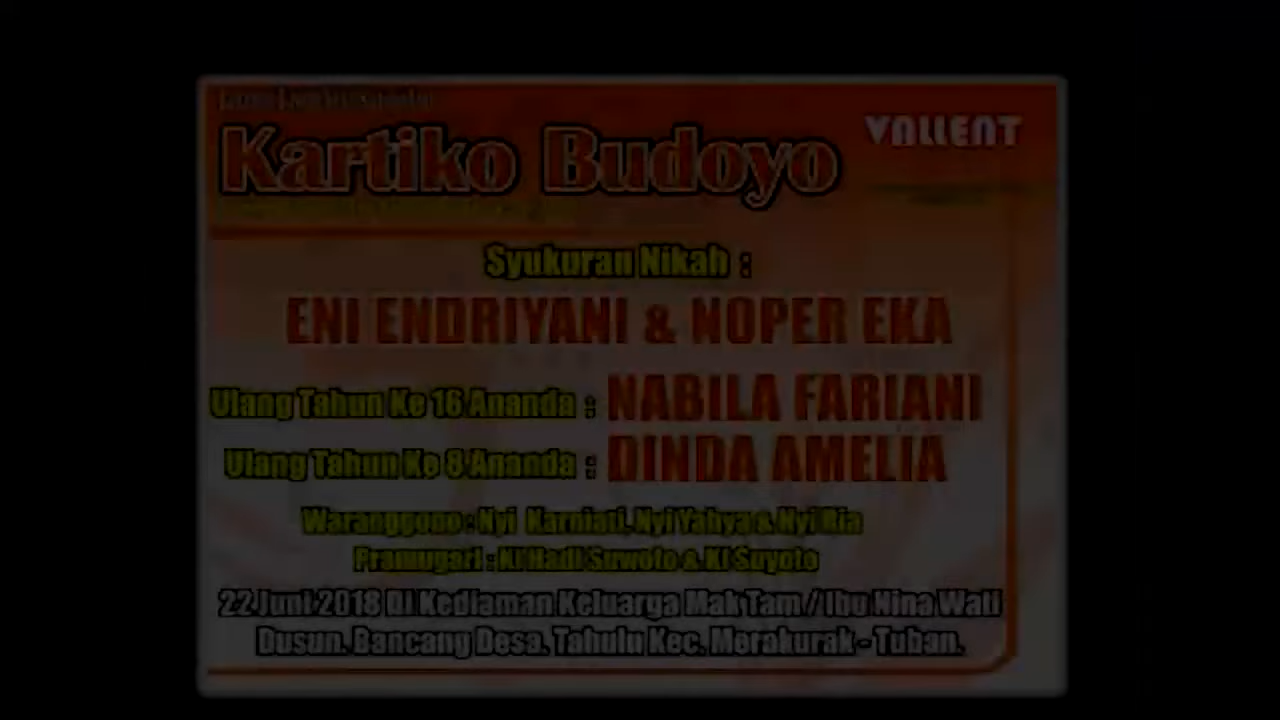 Kartiko Budoyo
VALLENT
Syukuran Nikah :
ENI ENDRIYANI & NOPER EKA
Ulang Tahun Ke 16 Ananda : NABILA FARIANI
Ulang Tahun Ke 8 Ananda : DINDA AMELIA
Waranggono : Nyi Karniati, Nyi Yahya & Nyi Ria
Pramugari : Ki Hadi Suwoto & Ki Suyoto
22 Juni 2018 Di Kediaman Keluarga Mak Tam / Ibu Nina Wati
Dusun. Bancang Desa. Tahulu Kec. Merakurak - Tuban.